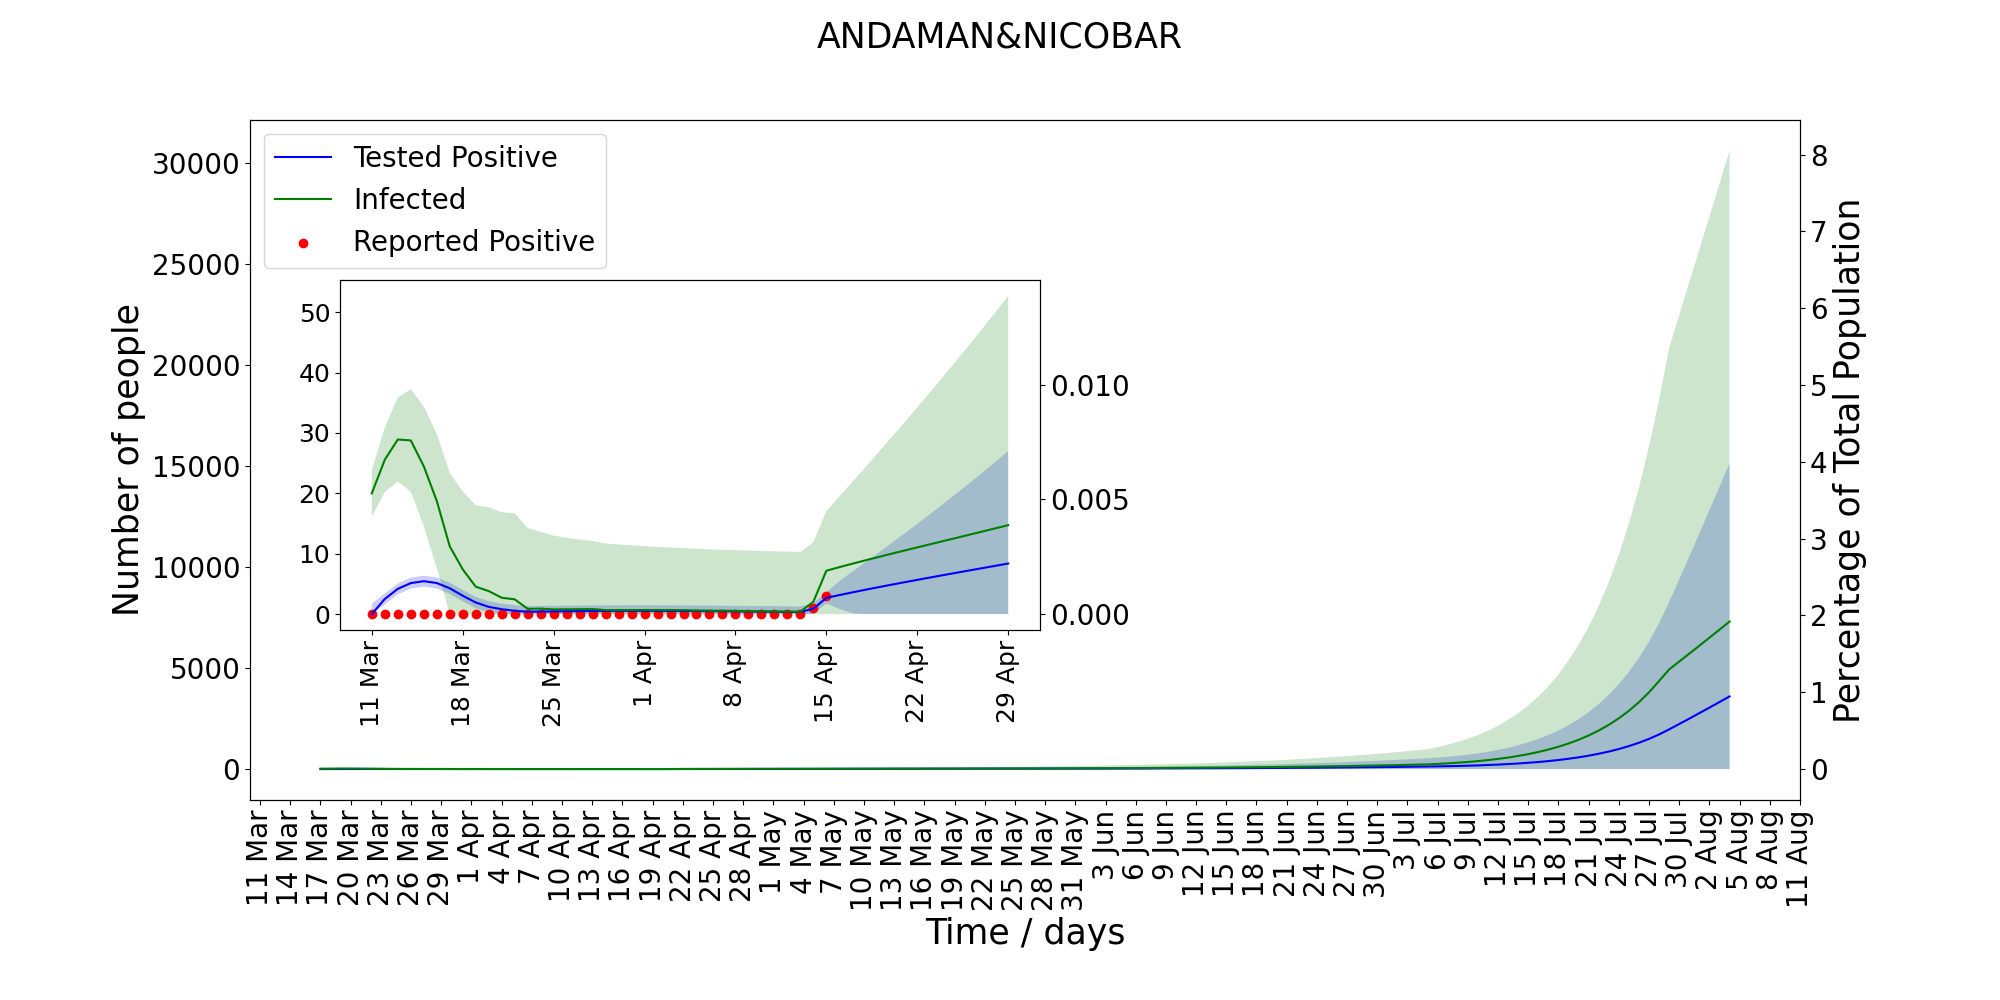 ANDAMAN&NICOBAR
Tested Positive
Infected
Reported Positive
Number of people
30000
25000
20000
15000
10000
5000
0
Percentage of Total Population
8
7
6
5
4
3
2
1
0
50
40
30
20
10
0
0.010
0.005
0.000
11 Mar
18 Mar
25 Mar
1 Apr
8 Apr
15 Apr
22 Apr
29 Apr
11 Mar
14 Mar
17 Mar
20 Mar
23 Mar
26 Mar
29 Mar
1 Apr
4 Apr
7 Apr
10 Apr
13 Apr
16 Apr
19 Apr
22 Apr
25 Apr
28 Apr
1 May
4 May
7 May
10 May
13 May
16 May
19 May
22 May
25 May
28 May
31 May
3 Jun
6 Jun
9 Jun
12 Jun
15 Jun
18 Jun
21 Jun
24 Jun
27 Jun
30 Jun
3 Jul
6 Jul
9 Jul
12 Jul
15 Jul
18 Jul
21 Jul
24 Jul
27 Jul
30 Jul
2 Aug
5 Aug
8 Aug
11 Aug
Time / days